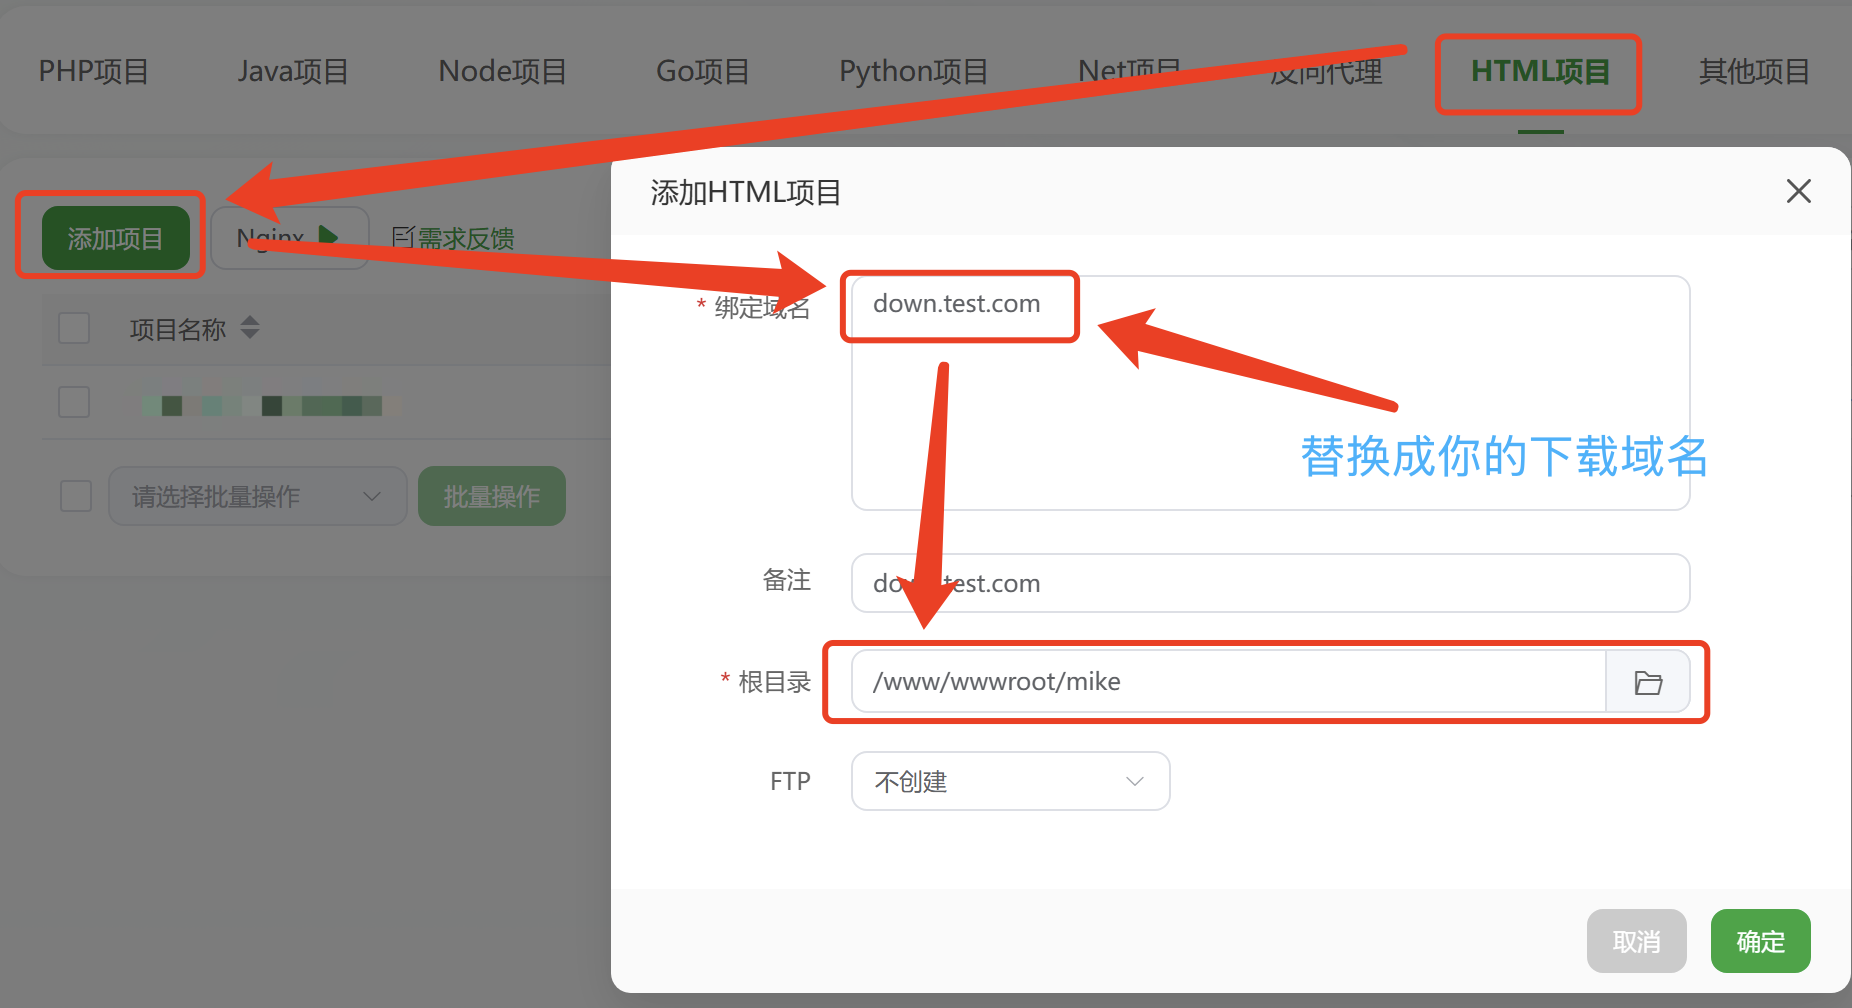 PHP项目
Java项目
Node项目
Go项目
Python项目
Net项目
反向代理
HTML项目
其他项目
添加项目
Nginx
需求反馈
项目名称
请选择批量操作
批量操作
添加HTML项目
* 绑定域名
down.test.com
替换成你的下载域名
备注
down.test.com
* 根目录
/www/wwwroot/mike
FTP
不创建
取消
确定